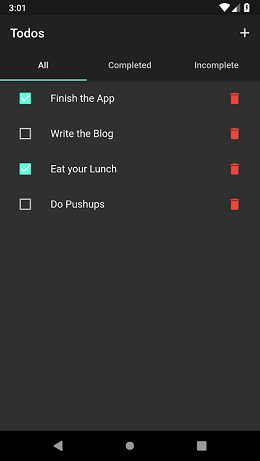 3:01
Todos
All Completed Incomplete
Finish the App
Write the Blog
Eat your Lunch
Do Pushups